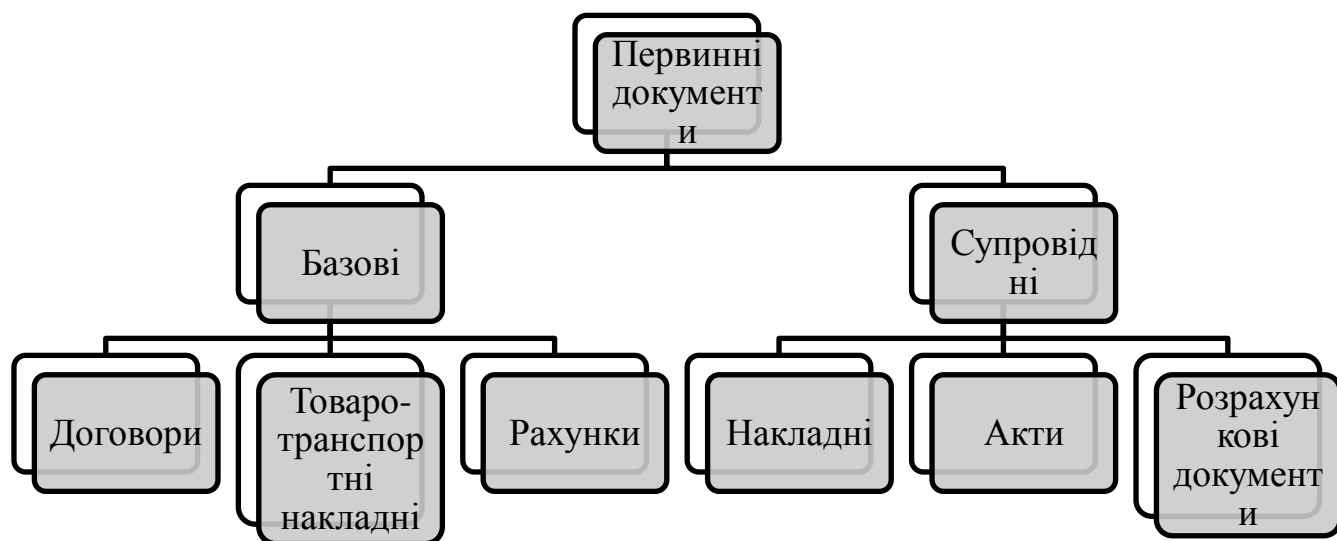 Первинні
документ
и
Базові
Супровід
ні
Договори
Товаро-
транспор
тні
накладні
Рахунки
Накладні
Акти
Розрахун
кові
документ
и